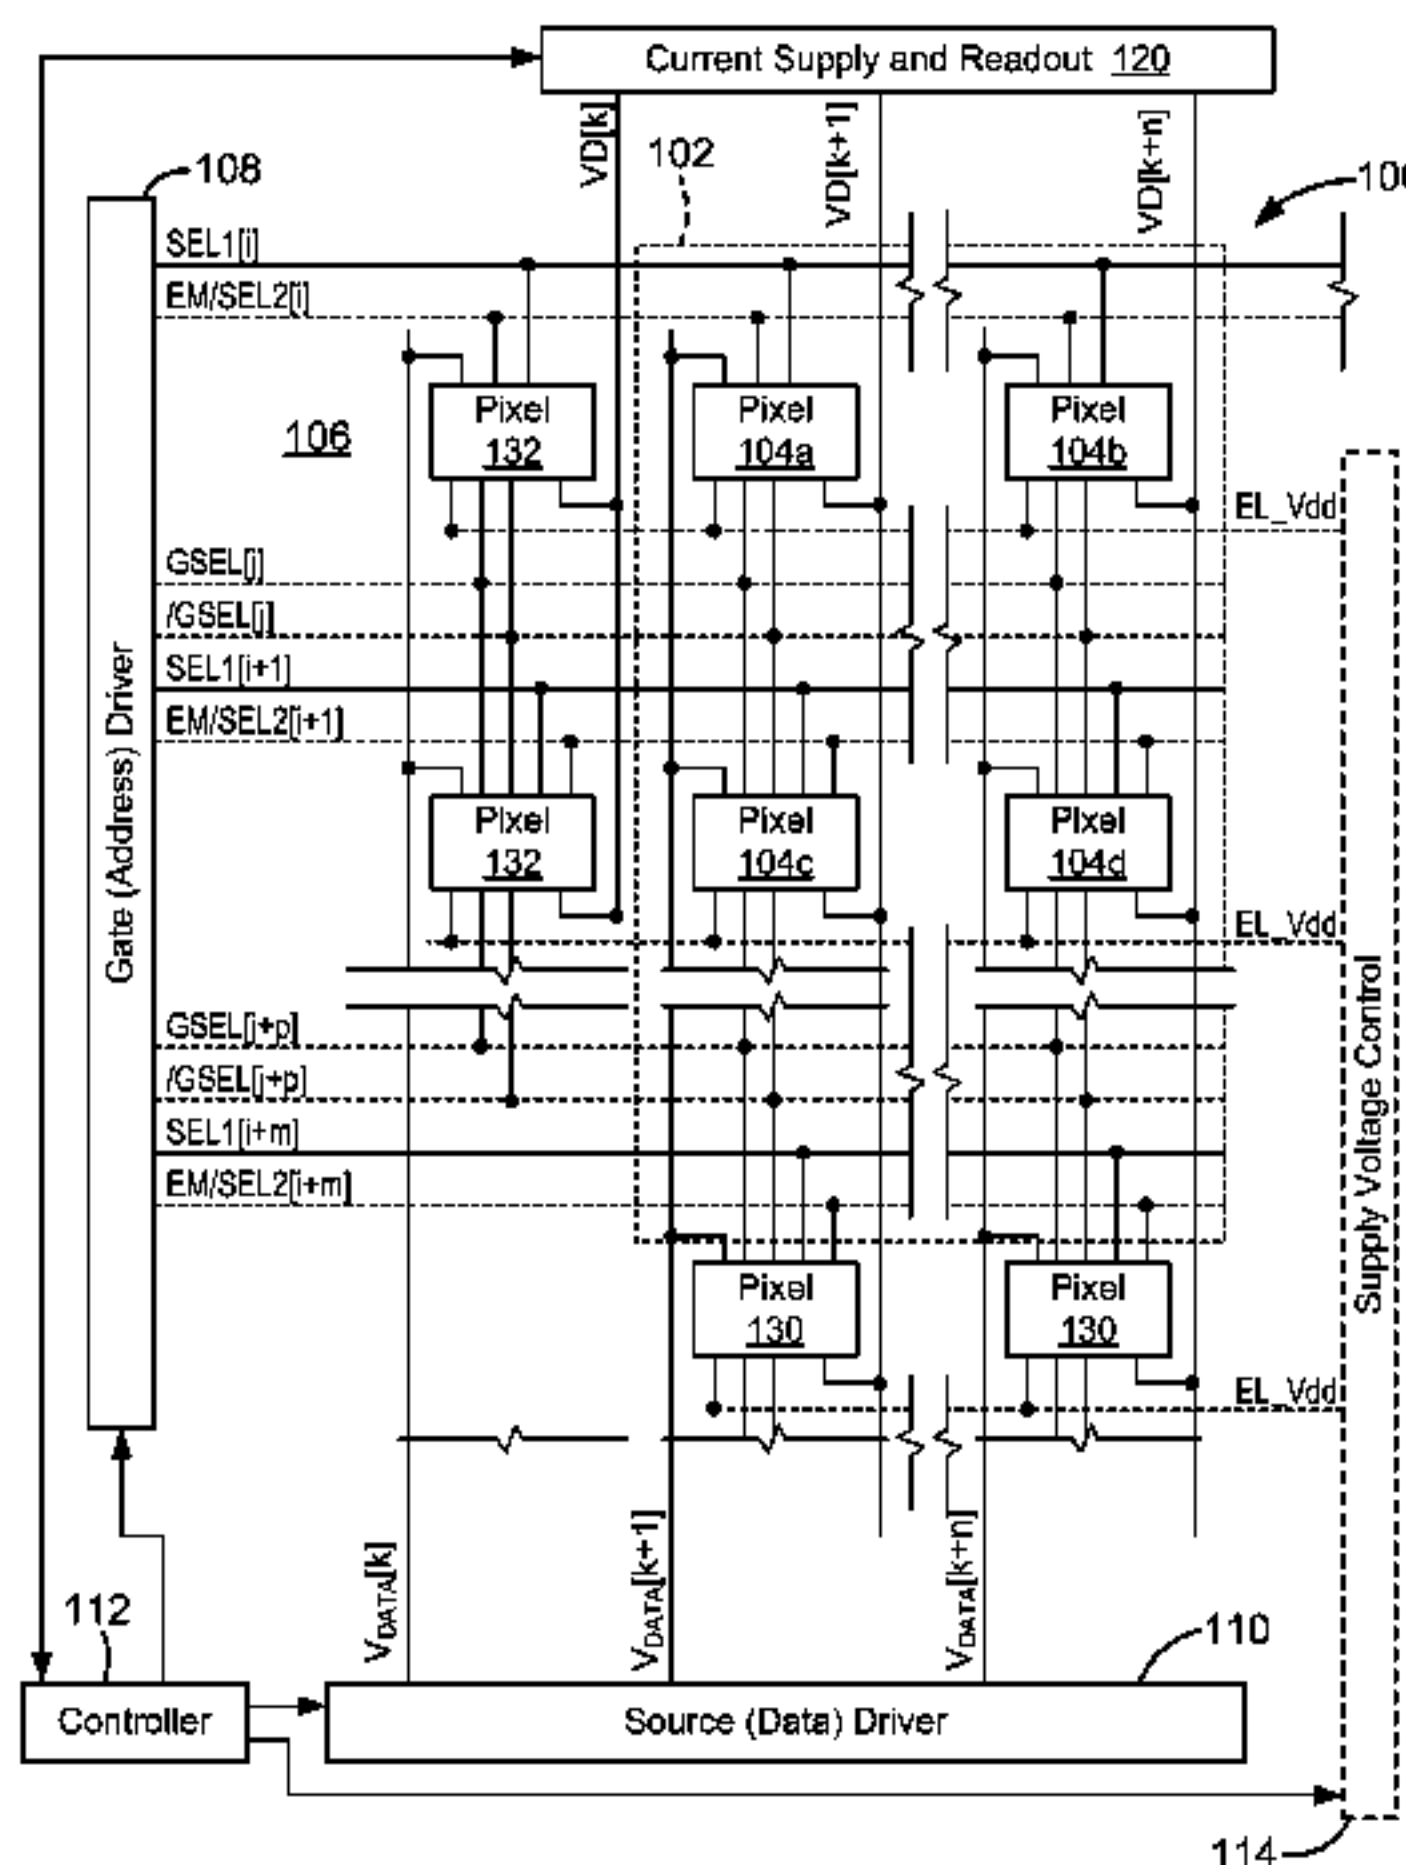 Current Supply and Readout 120
VD[k]
VD[k+1]
VD[k+n]
102
108
SEL1[i]
EM/SEL2[i]
106
Pixel
132
Pixel
104a
Pixel
104b
EL_Vdd
GSEL[j]
/GSEL[j]
SEL1[i+1]
EM/SEL2[i+1]
Gate (Address) Driver
Pixel
132
Pixel
104c
Pixel
104d
EL_Vdd
Supply Voltage Control
GSEL[j+p]
/GSEL[j+p]
SEL1[i+m]
EM/SEL2[i+m]
Pixel
130
Pixel
130
EL_Vdd
VDATA[k]
VDATA[k+1]
VDATA[k+n]
112
110
Controller
Source (Data) Driver
114